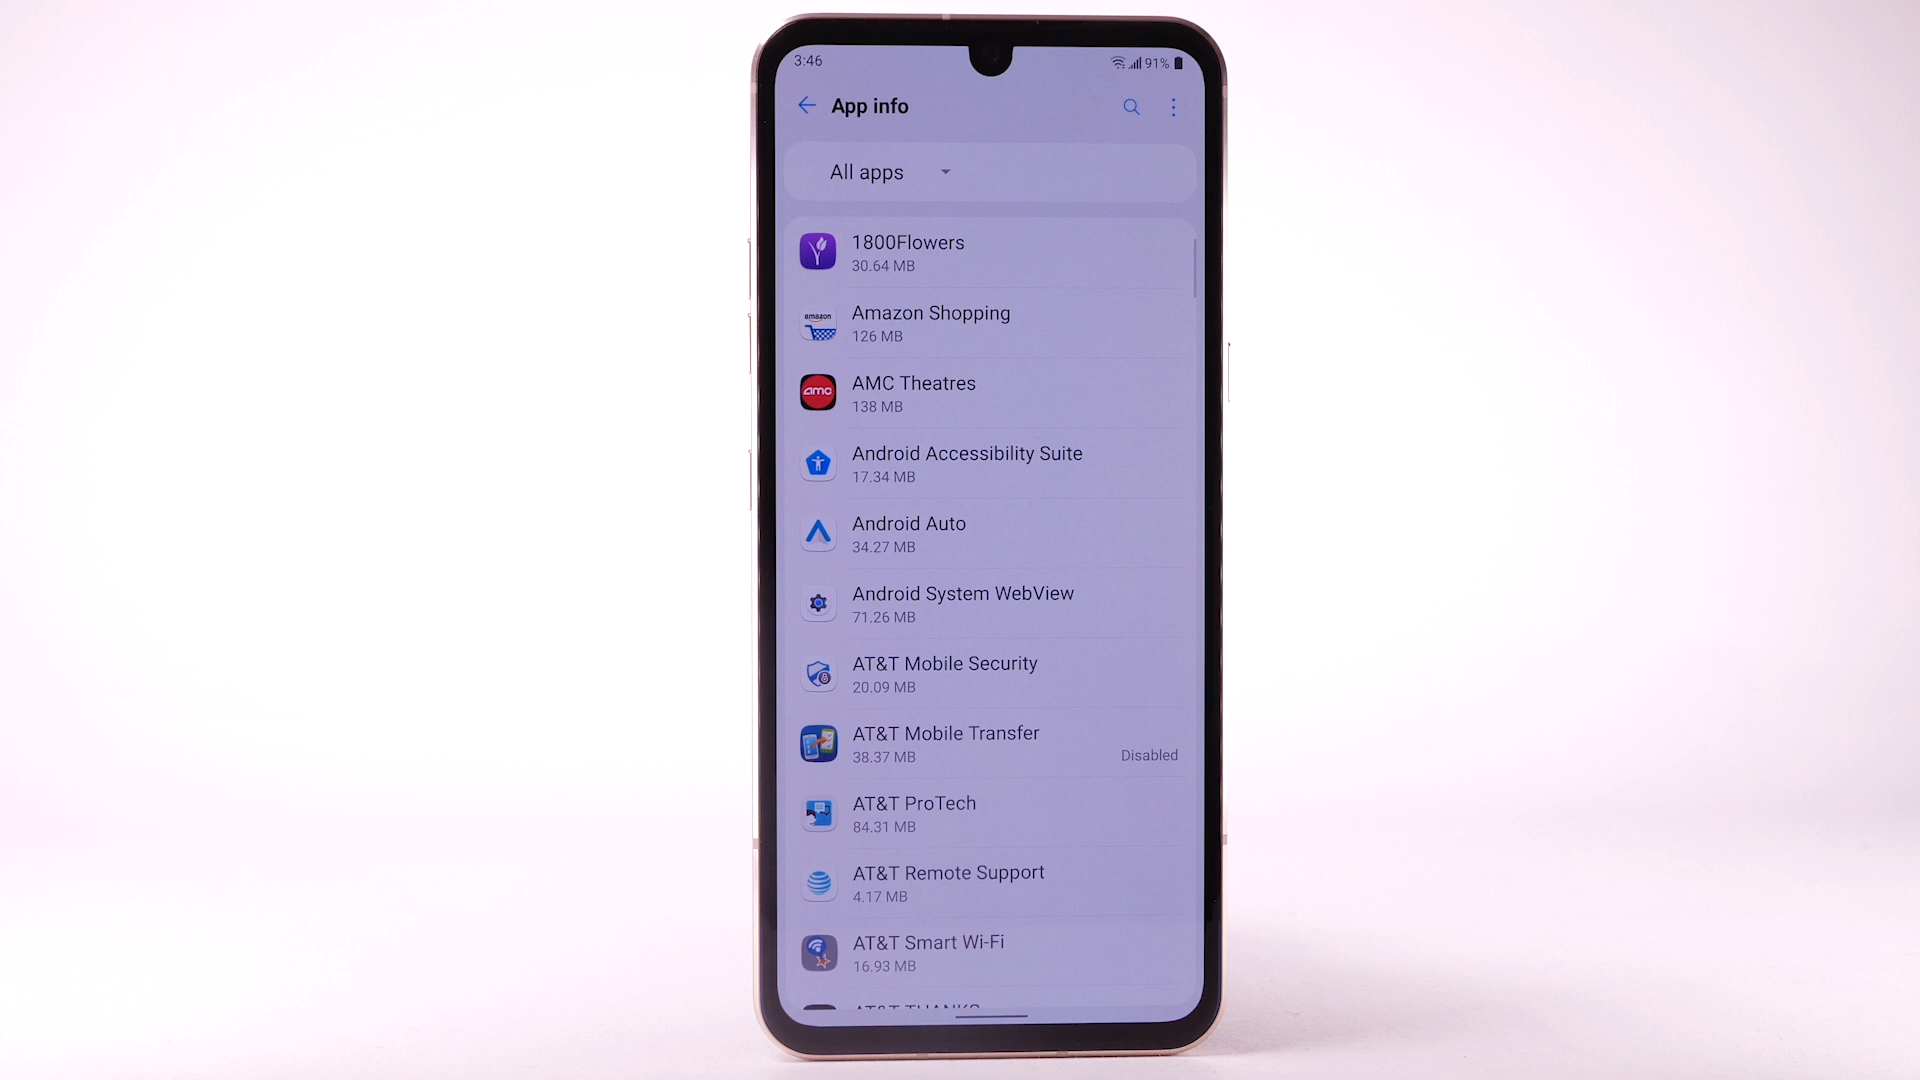 3:46
91%
App info
All apps
1800Flowers
30.64 MB
amazon
Amazon Shopping
126 MB
amc
AMC Theatres
138 MB
Android Accessibility Suite
17.34 MB
Android Auto
34.27 MB
Android System WebView
71.26 MB
AT&T Mobile Security
20.09 MB
AT&T Mobile Transfer
38.37 MB
Disabled
AT&T ProTech
84.31 MB
AT&T Remote Support
4.17 MB
AT&T Smart Wi-Fi
16.93 MB
AT&T THANKS